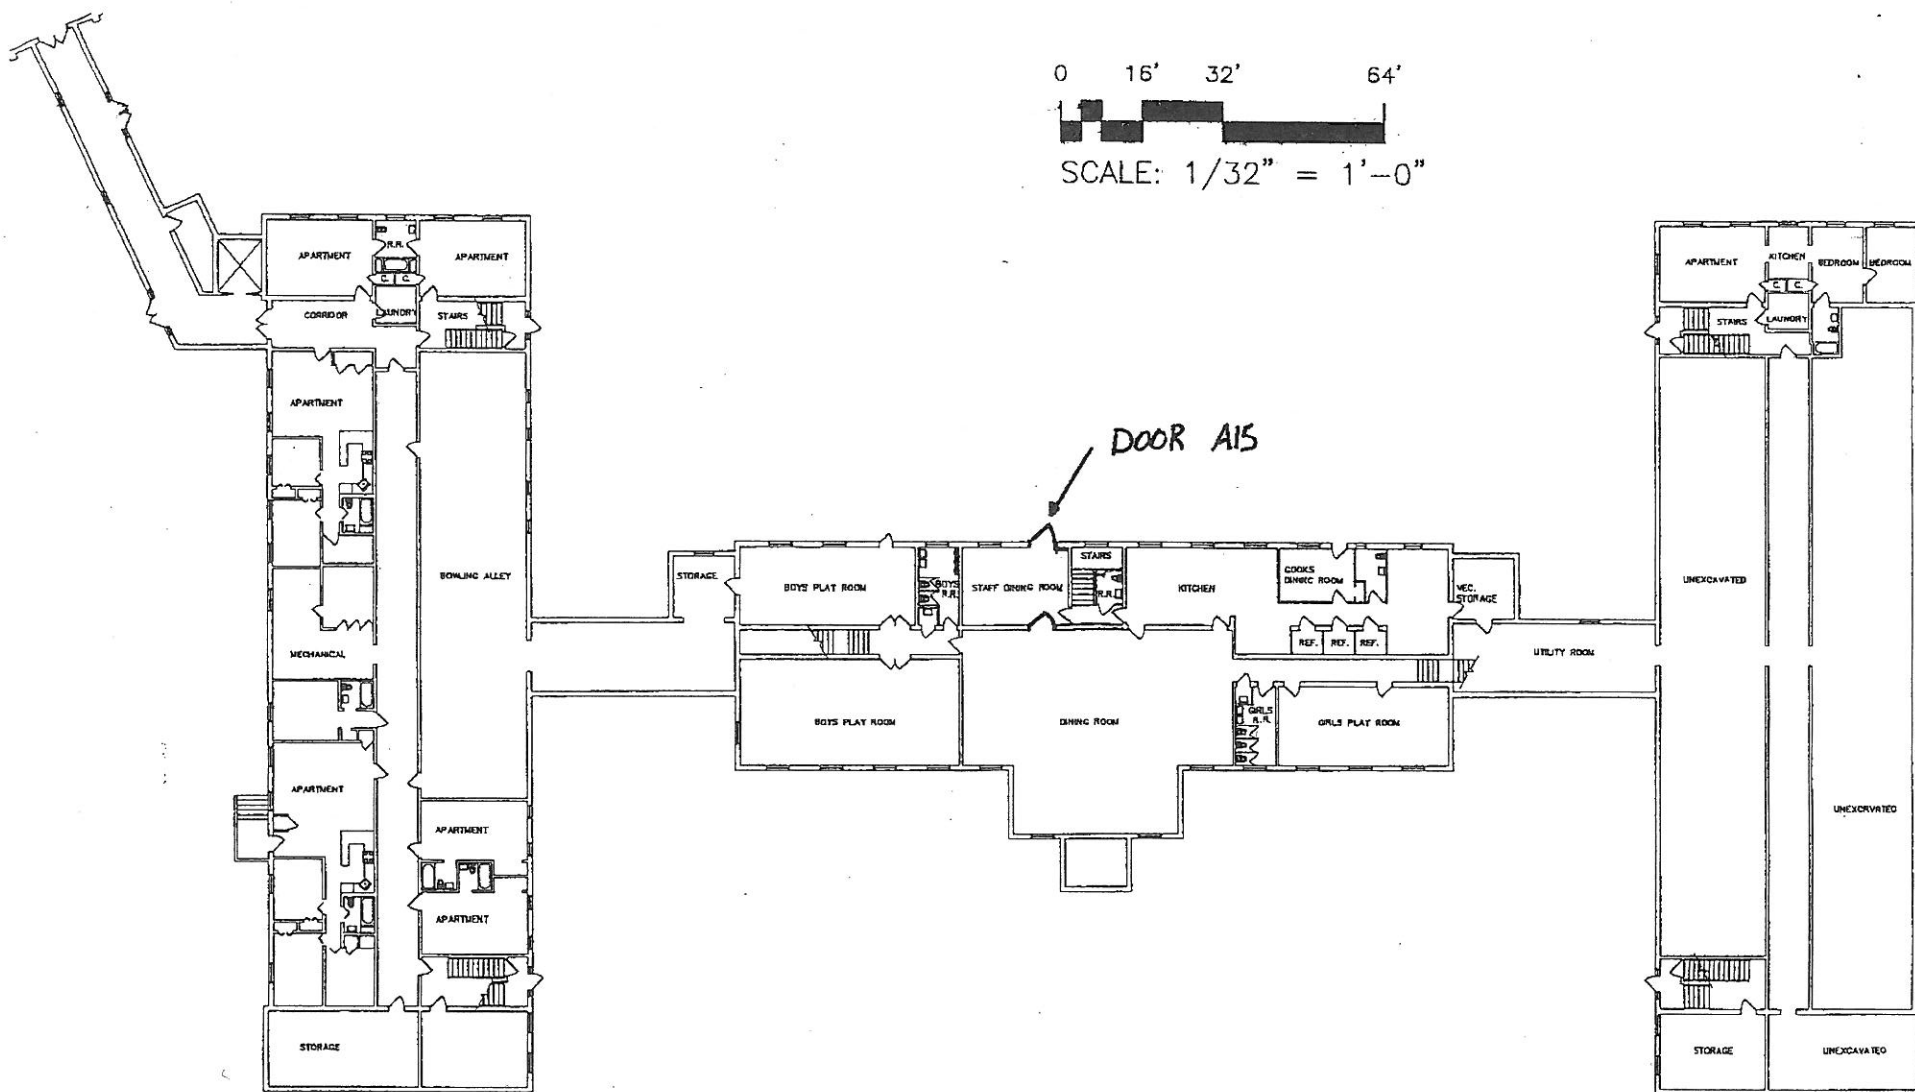 0 16' 32' 64'
SCALE: 1/32" = 1'-0"
APARTMENT
R.R.
APARTMENT
C. C.
CORRIDOR
LAUNDRY
STAIRS
APARTMENT
BOWLING ALLEY
MECHANICAL
APARTMENT
APARTMENT
APARTMENT
STORAGE
DOOR A15
STORAGE
BOYS PLAY ROOM
BOYS
R.R.
STAFF DINING ROOM
STAIRS
R.R.
KITCHEN
COOKS
DINING ROOM
VEG.
STORAGE
REF. REF. REF.
UTILITY ROOM
BOYS PLAY ROOM
DINING ROOM
GIRLS
R.R.
GIRLS PLAY ROOM
APARTMENT
KITCHEN
BEDROOM
BEDROOM
C. C.
STAIRS
LAUNDRY
UNEXCAVATED
UNEXCAVATED
STORAGE
UNEXCAVATED